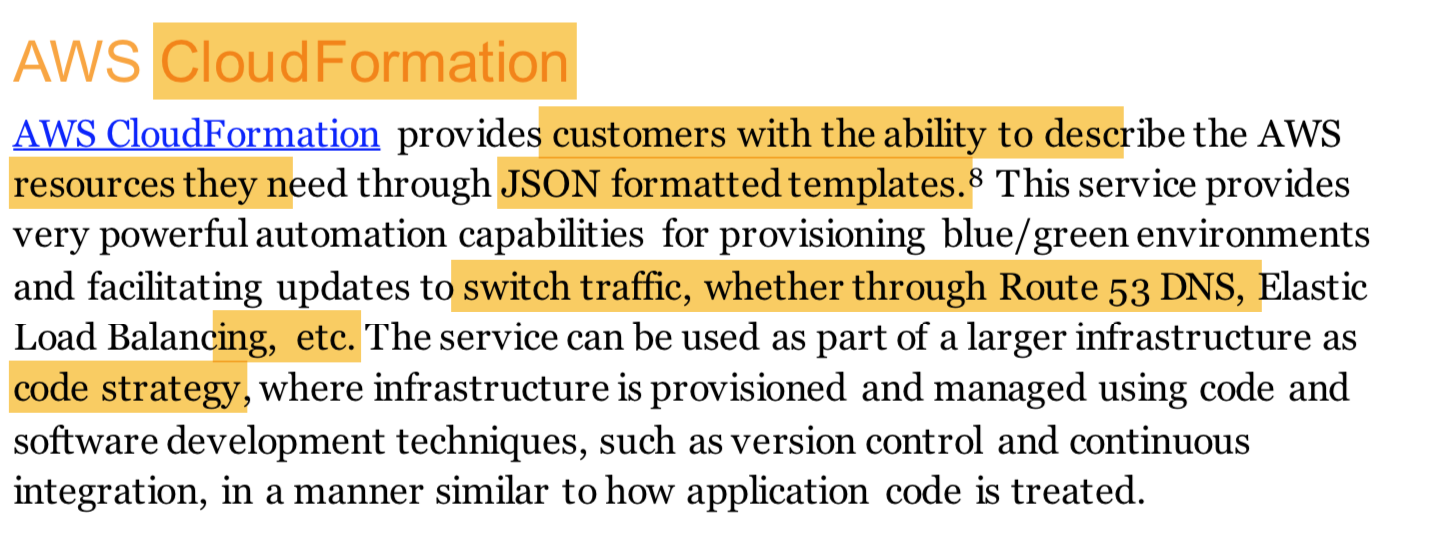 AWS CloudFormation
AWS CloudFormation provides customers with the ability to describe the AWS
resources they need through JSON formatted templates.⁸ This service provides
very powerful automation capabilities for provisioning blue/green environments
and facilitating updates to switch traffic, whether through Route 53 DNS, Elastic
Load Balancing, etc. The service can be used as part of a larger infrastructure as
code strategy, where infrastructure is provisioned and managed using code and
software development techniques, such as version control and continuous
integration, in a manner similar to how application code is treated.